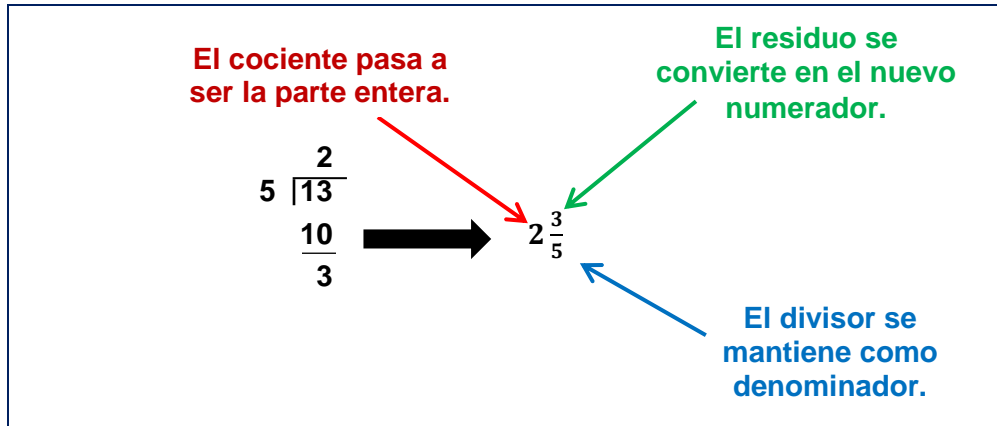 El cociente pasa a
ser la parte entera.
El residuo se
convierte en el nuevo
numerador.
2
5 13
10
3
2 3/5
El divisor se
mantiene como
denominador.